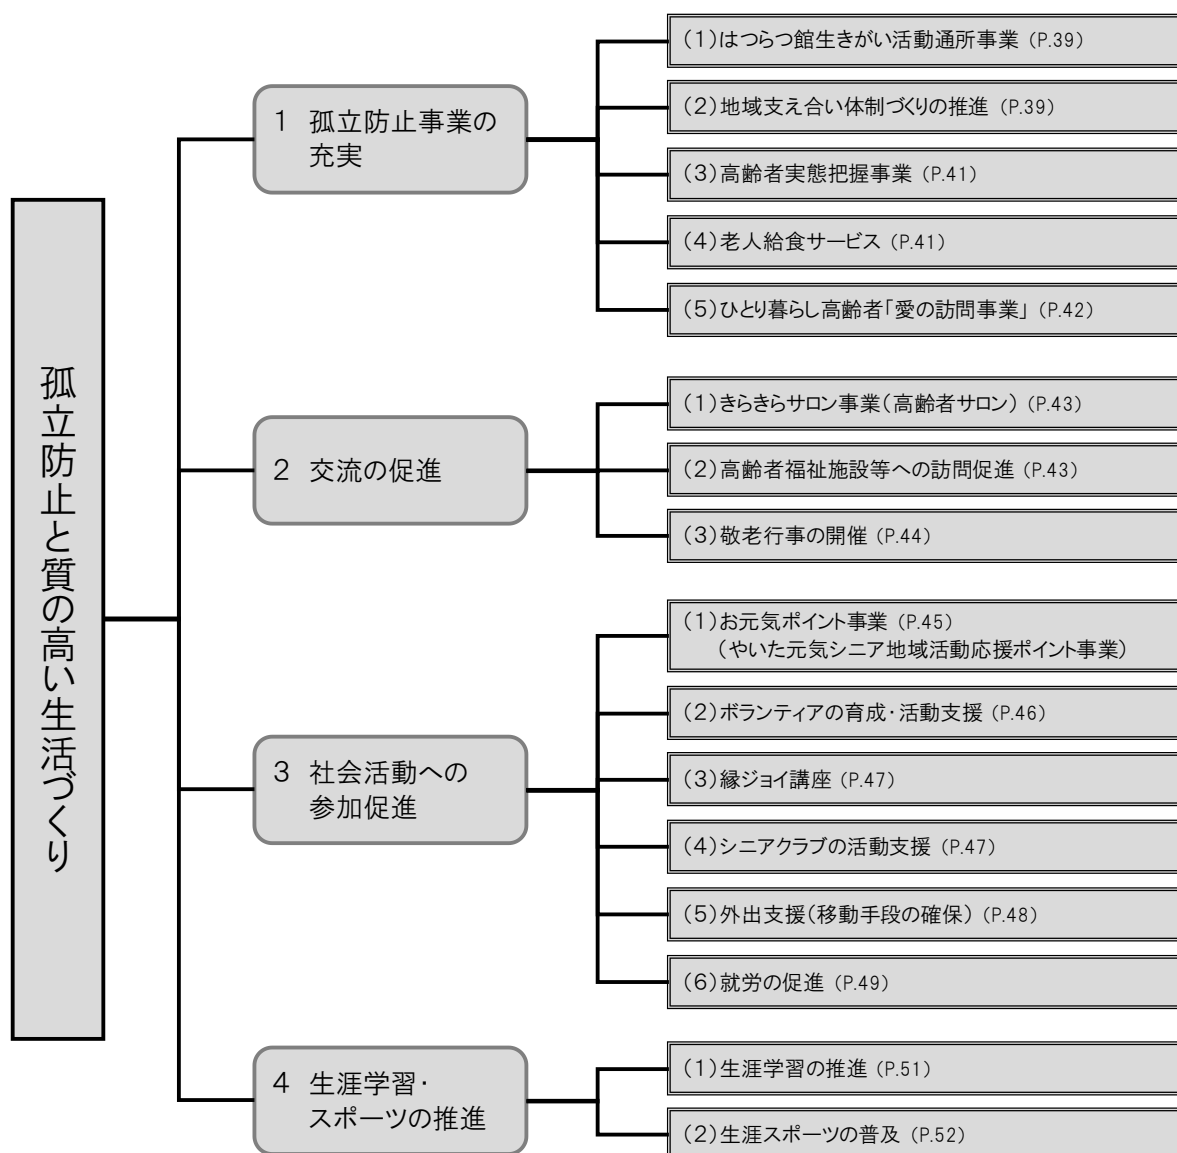 孤立防止と質の高い生活づくり
1 孤立防止事業の
充実
(1)はつらつ館生きがい活動通所事業 (P.39)
(2)地域支え合い体制づくりの推進 (P.39)
(3)高齢者実態把握事業 (P.41)
(4)老人給食サービス (P.41)
(5)ひとり暮らし高齢者「愛の訪問事業」 (P.42)
2 交流の促進
(1)きらきらサロン事業(高齢者サロン) (P.43)
(2)高齢者福祉施設等への訪問促進 (P.43)
(3)敬老行事の開催 (P.44)
3 社会活動への
参加促進
(1)お元気ポイント事業 (P.45)
(やいた元気シニア地域活動応援ポイント事業)
(2)ボランティアの育成・活動支援 (P.46)
(3)縁ジョイ講座 (P.47)
(4)シニアクラブの活動支援 (P.47)
(5)外出支援(移動手段の確保) (P.48)
(6)就労の促進 (P.49)
4 生涯学習・
スポーツの推進
(1)生涯学習の推進 (P.51)
(2)生涯スポーツの普及 (P.52)